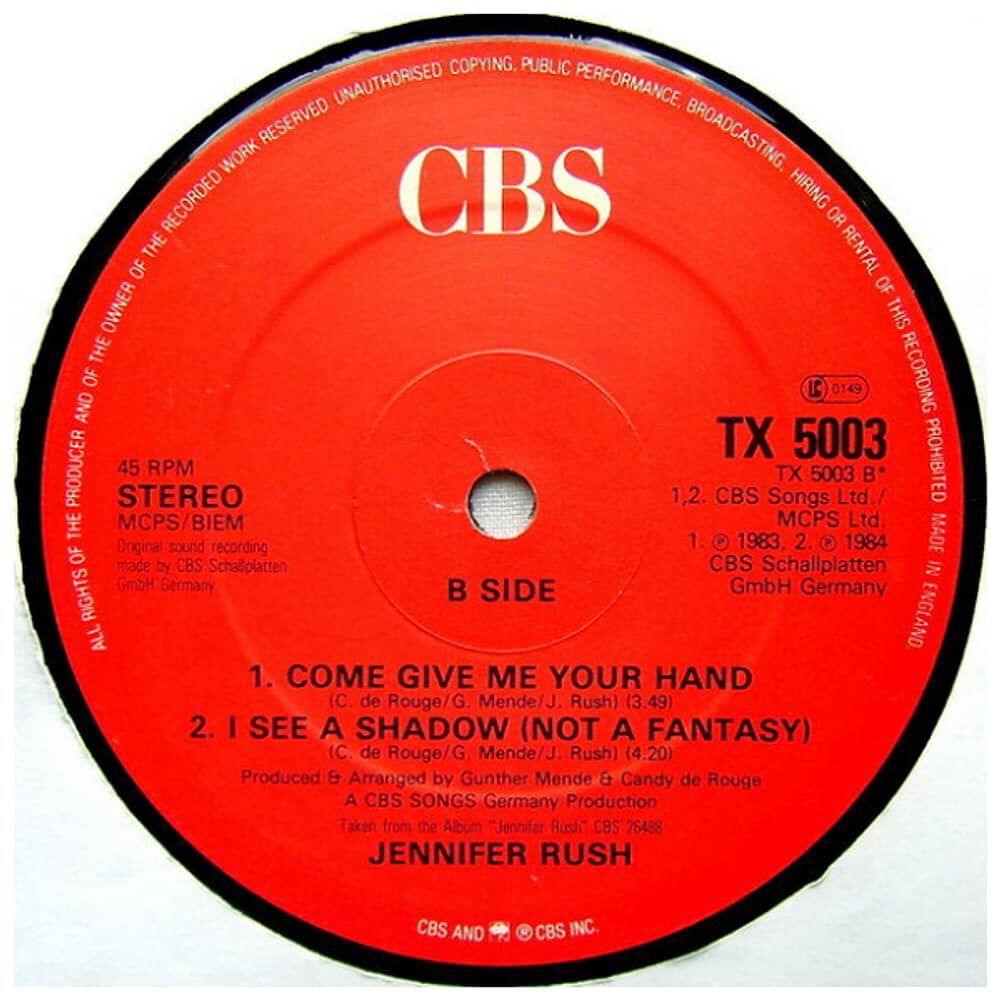 ALL RIGHTS OF THE PRODUCER AND OF THE OWNER OF THE RECORDED WORK RESERVED UNAUTHORISED COPYING, PUBLIC PERFORMANCE, BROADCASTING, HIRING OR RENTAL OF THIS RECORDING PROHIBITED MADE IN ENGLAND.
CBS
LC 0149
TX 5003
TX 5003 B*
1,2. CBS Songs Ltd./
MCPS Ltd.
1. ℗ 1983, 2. ℗ 1984
CBS Schallplatten
GmbH Germany
45 RPM
STEREO
MCPS/BIEM
Original sound recording
made by CBS Schallplatten
GmbH Germany
B SIDE
1. COME GIVE ME YOUR HAND
(C. de Rouge/G. Mende/J. Rush) (3.49)
2. I SEE A SHADOW (NOT A FANTASY)
(C. de Rouge/G. Mende/J. Rush) (4.20)
Produced & Arranged by Gunther Mende & Candy de Rouge
A CBS SONGS Germany Production
Taken from the Album "Jennifer Rush" CBS 26488
JENNIFER RUSH
CBS AND ® CBS INC.